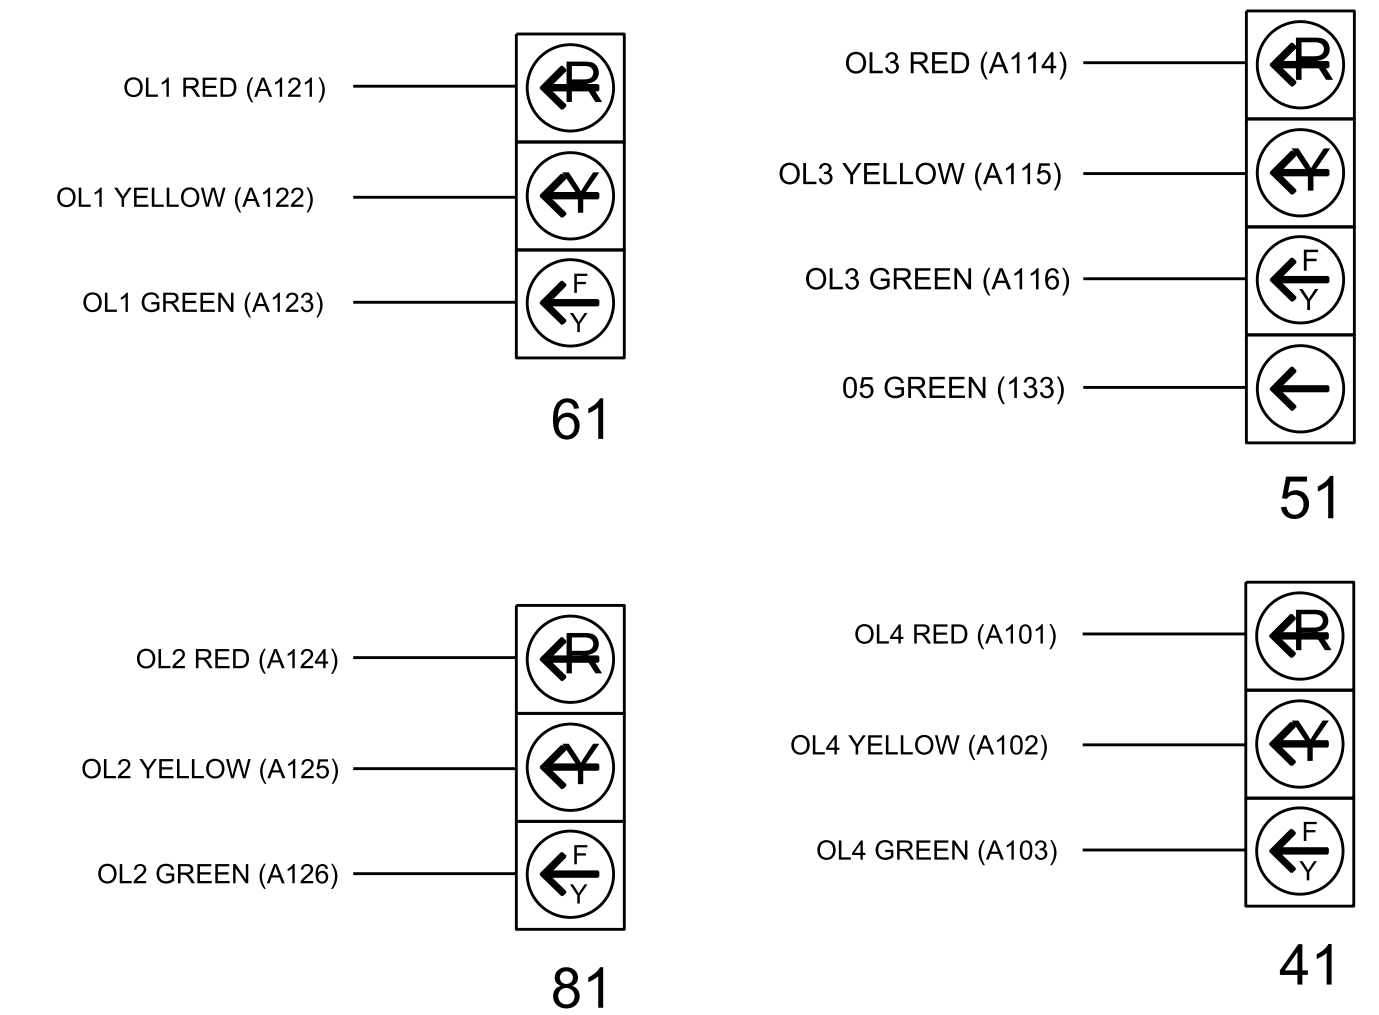 OL1 RED (A121)
R
OL1 YELLOW (A122)
Y
OL1 GREEN (A123)
F
Y
61
OL3 RED (A114)
R
OL3 YELLOW (A115)
Y
OL3 GREEN (A116)
F
Y
05 GREEN (133)
51
OL2 RED (A124)
R
OL2 YELLOW (A125)
Y
OL2 GREEN (A126)
F
Y
81
OL4 RED (A101)
R
OL4 YELLOW (A102)
Y
OL4 GREEN (A103)
F
Y
41